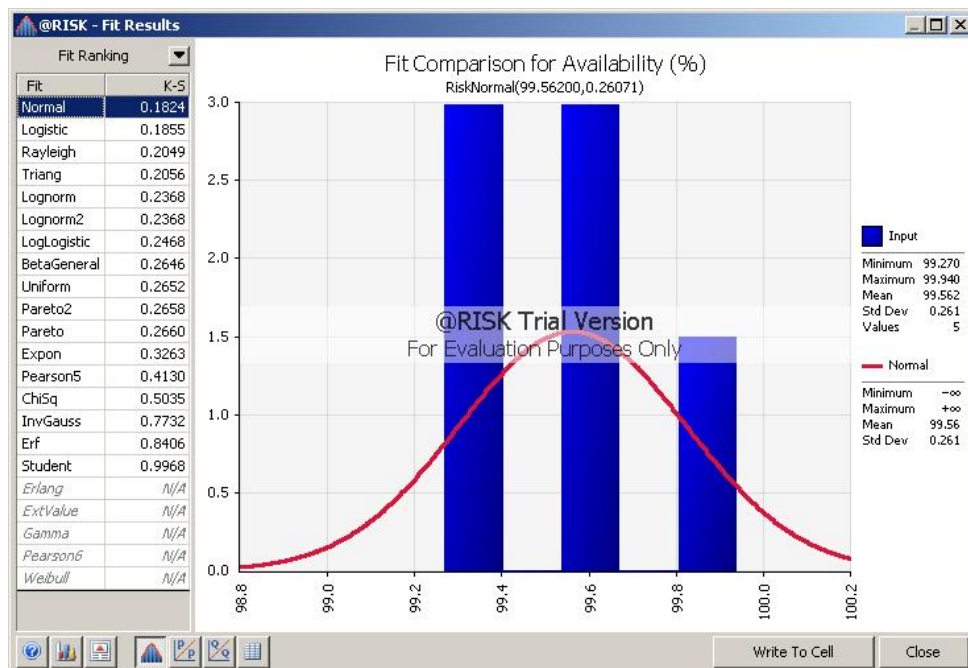 @RISK - Fit Results
Fit Ranking
Fit K-S
Normal 0.1824
Logistic 0.1855
Rayleigh 0.2049
Triang 0.2056
Lognorm 0.2368
Lognorm2 0.2368
LogLogistic 0.2468
BetaGeneral 0.2646
Uniform 0.2652
Pareto2 0.2658
Pareto 0.2660
Expon 0.3263
Pearson5 0.4130
ChiSq 0.5035
InvGauss 0.7732
Erf 0.8406
Student 0.9968
Erlang N/A
ExtValue N/A
Gamma N/A
Pearson6 N/A
Weibull N/A
Fit Comparison for Availability (%)
RiskNormal(99.56200,0.26071)
3.0
2.5
2.0
1.5
1.0
0.5
0.0
@RISK Trial Version
For Evaluation Purposes Only
98.8
99.0
99.2
99.4
99.6
99.8
100.0
100.2
Input
Minimum 99.270
Maximum 99.940
Mean 99.562
Std Dev 0.261
Values 5
Normal
Minimum −∞
Maximum +∞
Mean 99.56
Std Dev 0.261
?
P/P
Q/Q
Write To Cell
Close